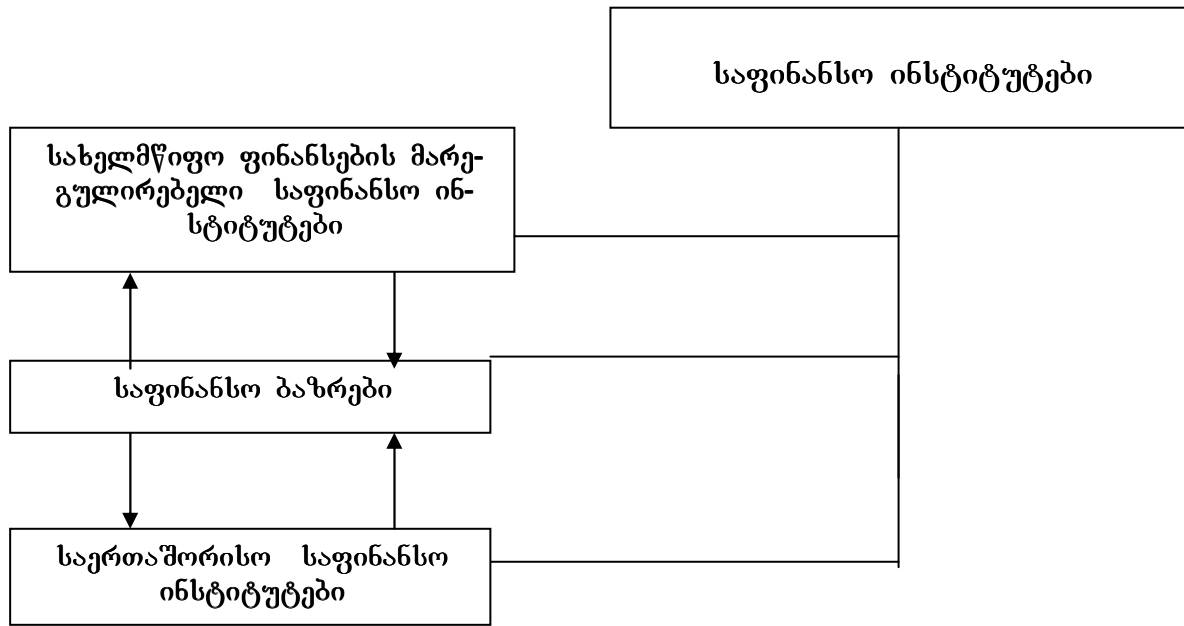 საფინანსო ინსტიტუტები
სახელმწიფო ფინანსების მარე-
გულირებელი საფინანსო ინ-
სტიტუტები
საფინანსო ბაზრები
საერთაშორისო საფინანსო
ინსტიტუტები